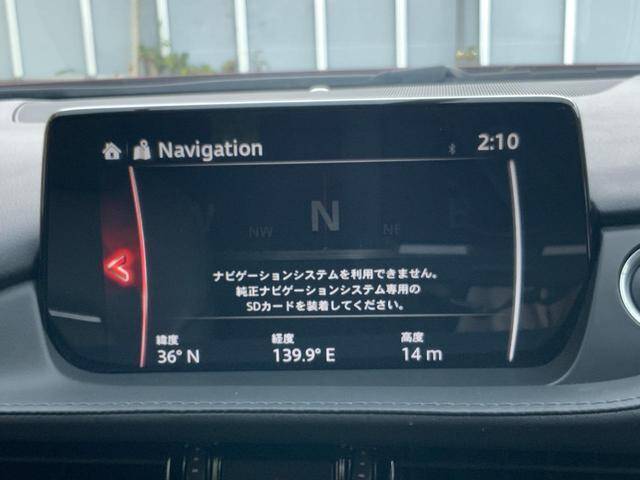 Navigation
2:10
N
NW
NE
ナビゲーションシステムを利用できません。
純正ナビゲーションシステム専用の
SDカードを装着してください。
緯度 経度 高度
36° N 139.9° E 14 m